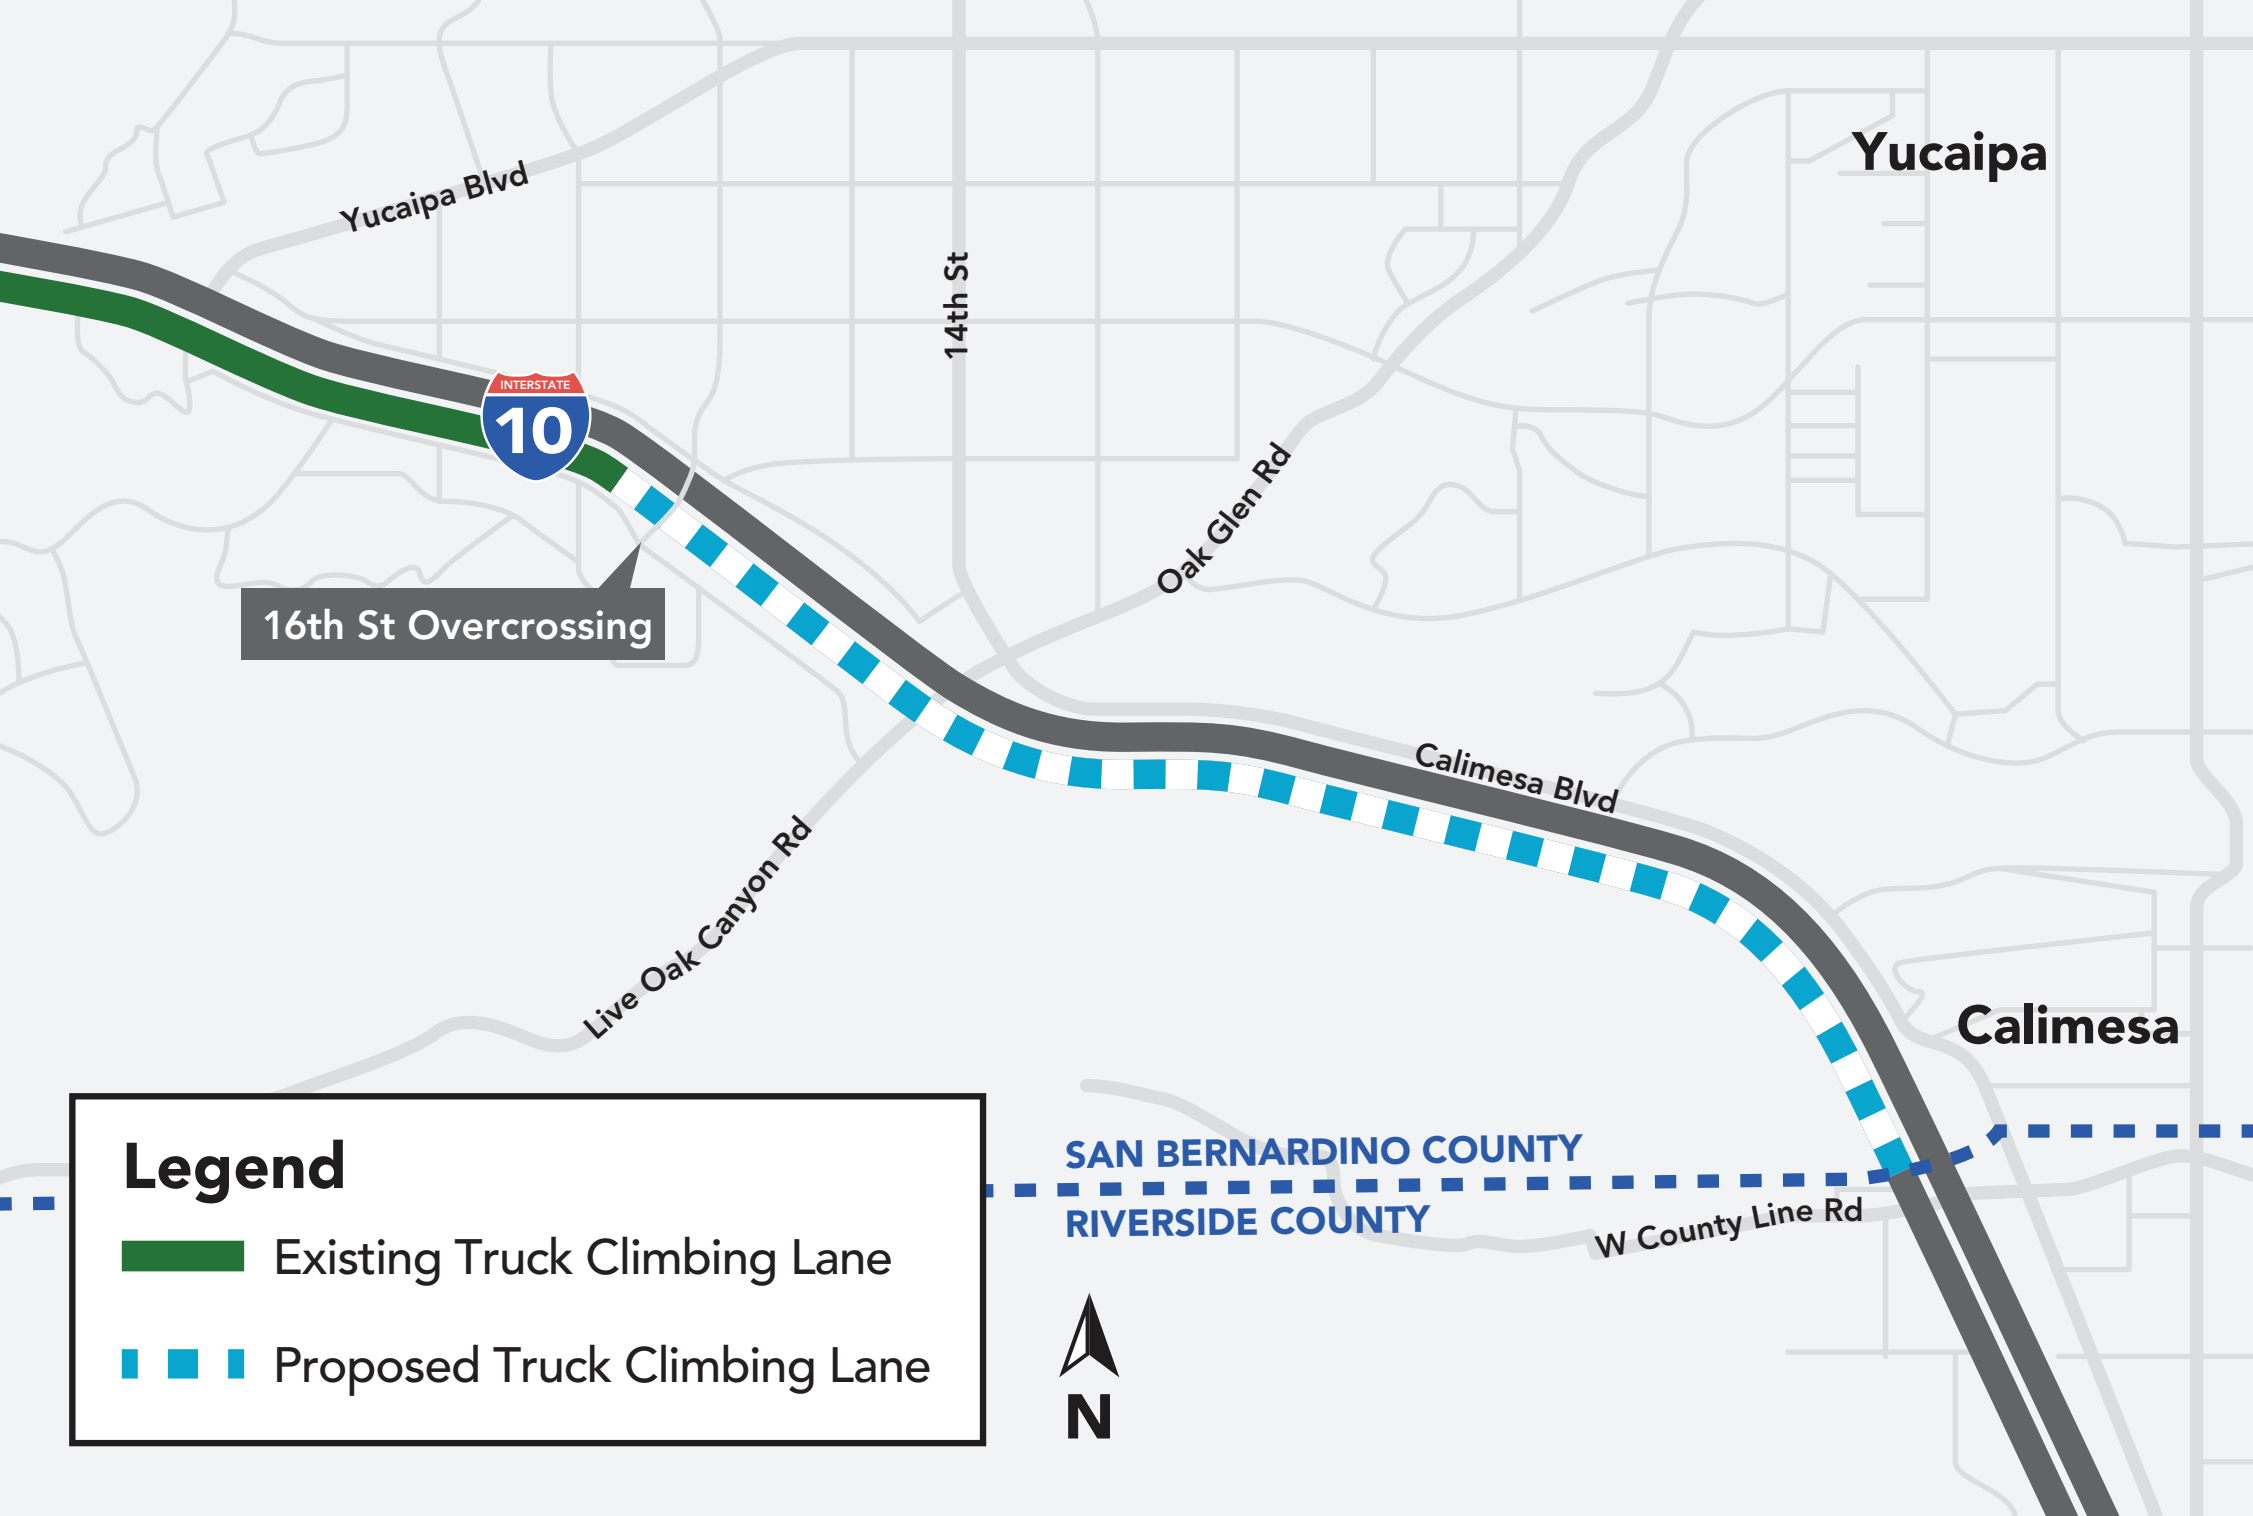 Yucaipa
Yucaipa Blvd
14th St
INTERSTATE
10
Oak Glen Rd
16th St Overcrossing
Calimesa Blvd
Live Oak Canyon Rd
Calimesa
SAN BERNARDINO COUNTY
RIVERSIDE COUNTY
W County Line Rd
Legend
Existing Truck Climbing Lane
Proposed Truck Climbing Lane
N